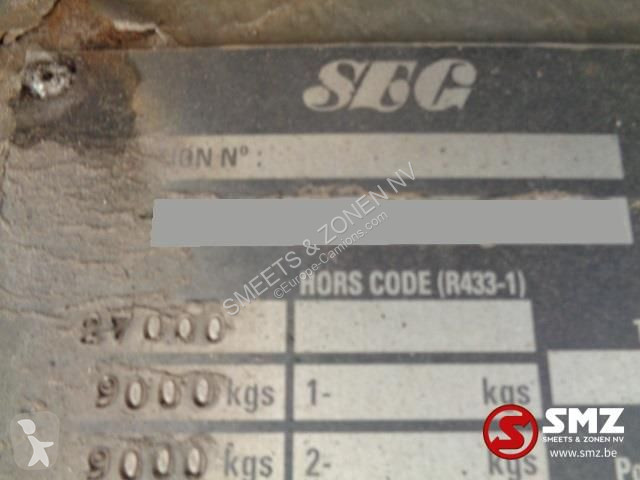 SEG
ION N° :
HORS CODE (R433-1)
27000
9000 kgs 1- kgs
9000 kgs 2- kgs
SMEETS & ZONEN NV
©Europe-Camions.com
SMZ
SMEETS & ZONEN NV
www.smz.be